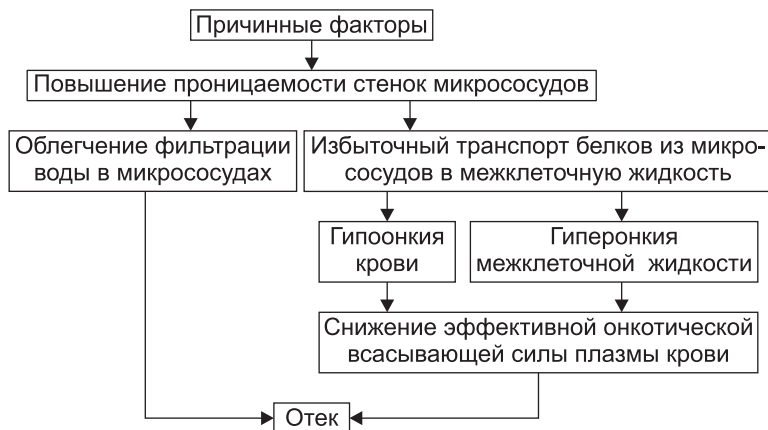 Причинные факторы
Повышение проницаемости стенок микрососудов
Облегчение фильтрации
воды в микрососудах
Избыточный транспорт белков из микро-
сосудов в межклеточную жидкость
Гипоонкия
крови
Гиперонкия
межклеточной жидкости
Снижение эффективной онкотической
всасывающей силы плазмы крови
Отек